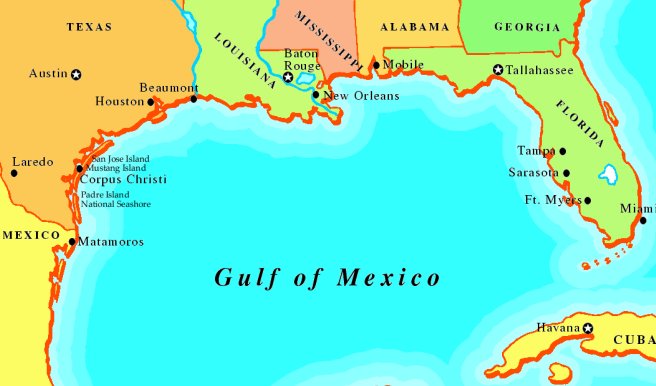 TEXAS
Austin
Houston
Beaumont
Laredo
San Jose Island
Mustang Island
Corpus Christi
Padre Island
National Seashore
MEXICO
Matamoros
LOUISIANA
Baton
Rouge
New Orleans
MISSISSIPPI
ALABAMA
Mobile
GEORGIA
Tallahassee
FLORIDA
Tampa
Sarasota
Ft. Myers
Miami
Gulf of Mexico
Havana
CUBA